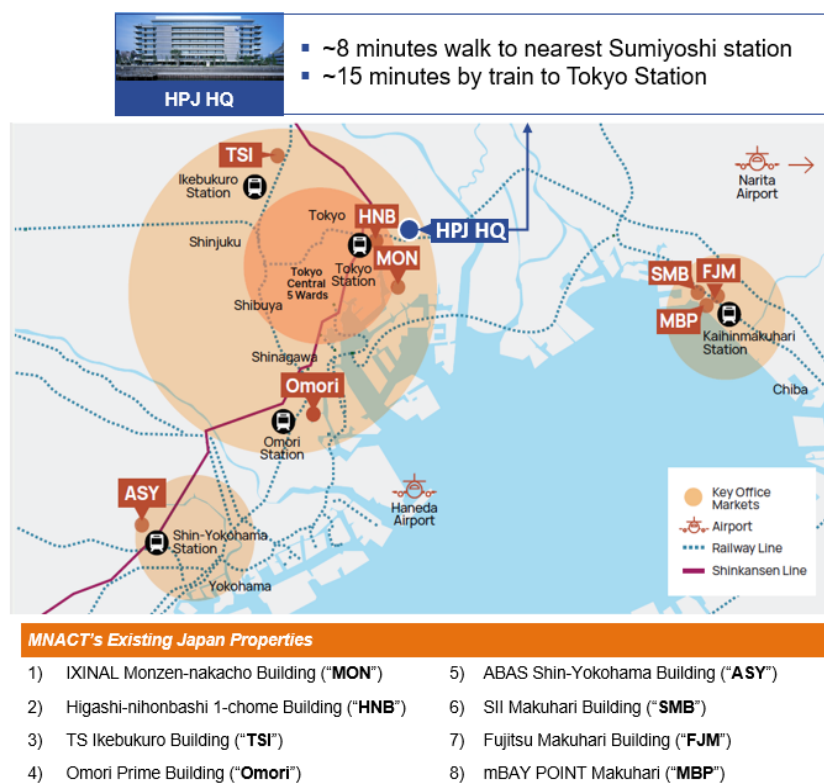 HPJ HQ
▪ ~8 minutes walk to nearest Sumiyoshi station
▪ ~15 minutes by train to Tokyo Station
TSI
Ikebukuro
Station
Narita
Airport
Tokyo
HNB
HPJ HQ
Shinjuku
Tokyo
Station
MON
Tokyo
Central
5 Wards
Shibuya
SMB
FJM
MBP
Kaihinmakuhari
Station
Shinagawa
Chiba
Omori
Omori
Station
ASY
Haneda
Airport
Shin-Yokohama
Station
Yokohama
Key Office
Markets
Airport
Railway Line
Shinkansen Line
MNACT's Existing Japan Properties
1) IXINAL Monzen-nakacho Building (“MON”)
2) Higashi-nihonbashi 1-chome Building (“HNB”)
3) TS Ikebukuro Building (“TSI”)
4) Omori Prime Building (“Omori”)
5) ABAS Shin-Yokohama Building (“ASY”)
6) SII Makuhari Building (“SMB”)
7) Fujitsu Makuhari Building (“FJM”)
8) mBAY POINT Makuhari (“MBP”)